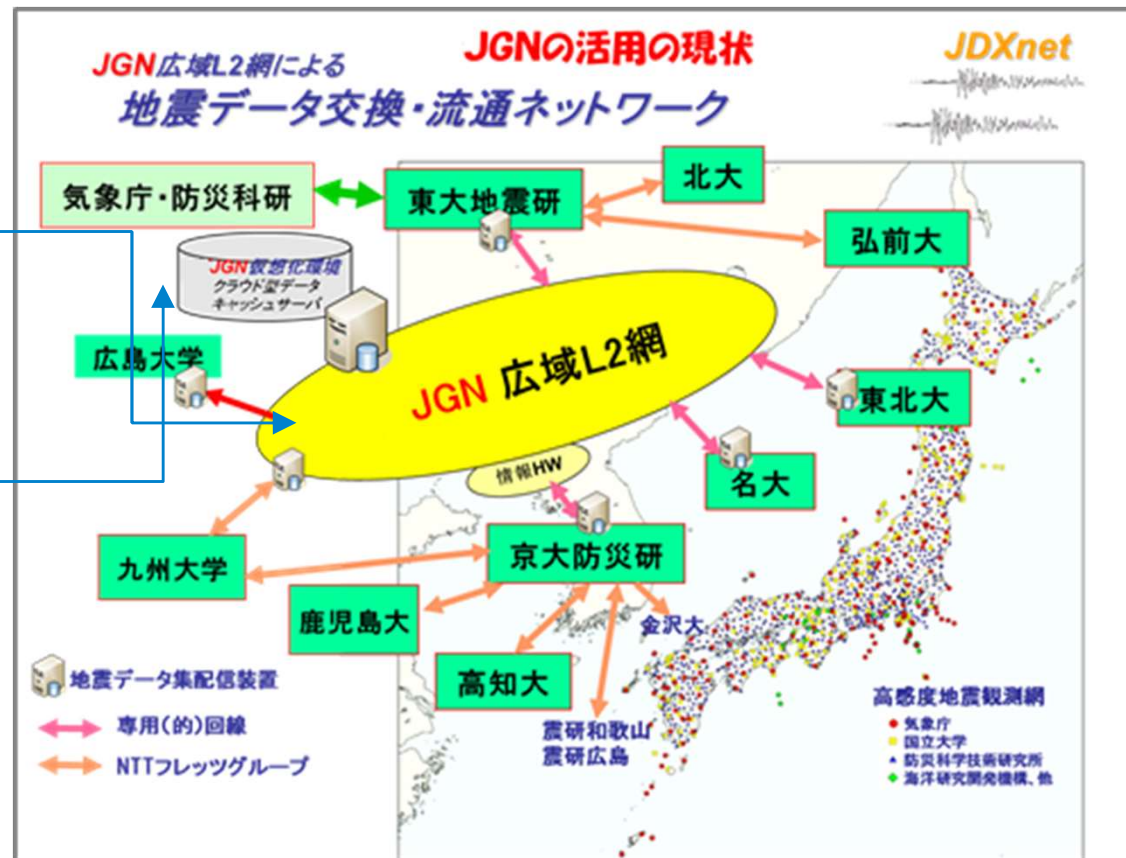 JGNの活用の現状
JDXnet
JGN広域L2網による
地震データ交換・流通ネットワーク
気象庁・防災科研
東大地震研
北大
弘前大
JGN仮想化環境
クラウド型データ
キャッシュサーバ
広島大学
JGN 広域L2網
東北大
情報HW
名大
九州大学
京大防災研
鹿児島大
金沢大
高知大
震研和歌山
震研広島
地震データ集配信装置
専用(的)回線
NTTフレッツグループ
高感度地震観測網
気象庁
国立大学
防災科学技術研究所
海洋研究開発機構、他